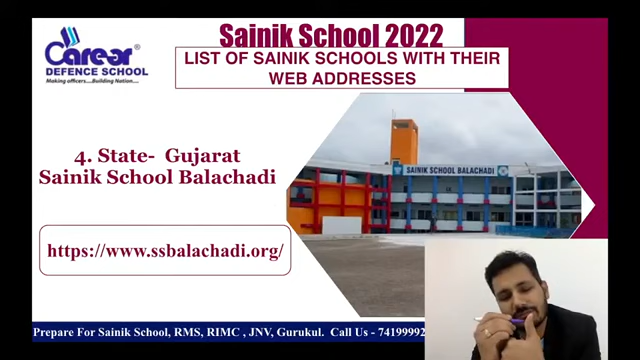 Carear®
DEFENCE SCHOOL
Making officers....Building Nation....
Sainik School 2022
LIST OF SAINIK SCHOOLS WITH THEIR
WEB ADDRESSES
4. State- Gujarat
Sainik School Balachadi
SAINIK SCHOOL BALACHADI
https://www.ssbalachadi.org/
Prepare For Sainik School, RMS, RIMC , JNV, Gurukul. Call Us - 74199992